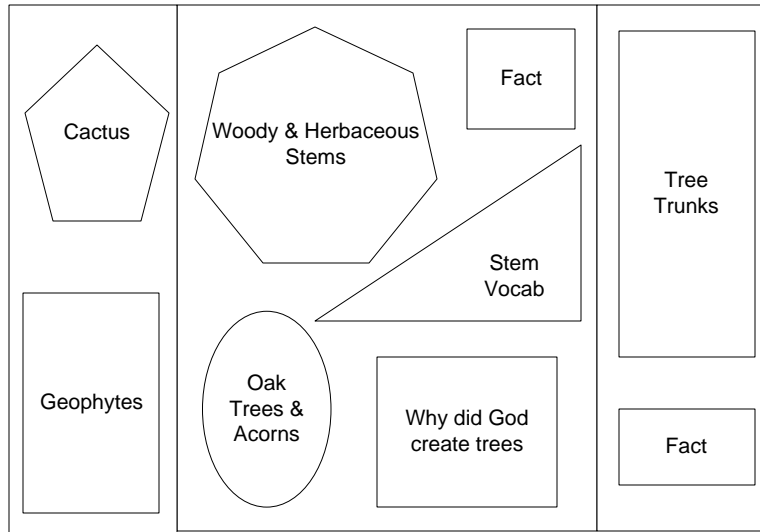 Cactus
Geophytes
Woody & Herbaceous
Stems
Fact
Stem
Vocab
Oak
Trees &
Acorns
Why did God
create trees
Tree
Trunks
Fact